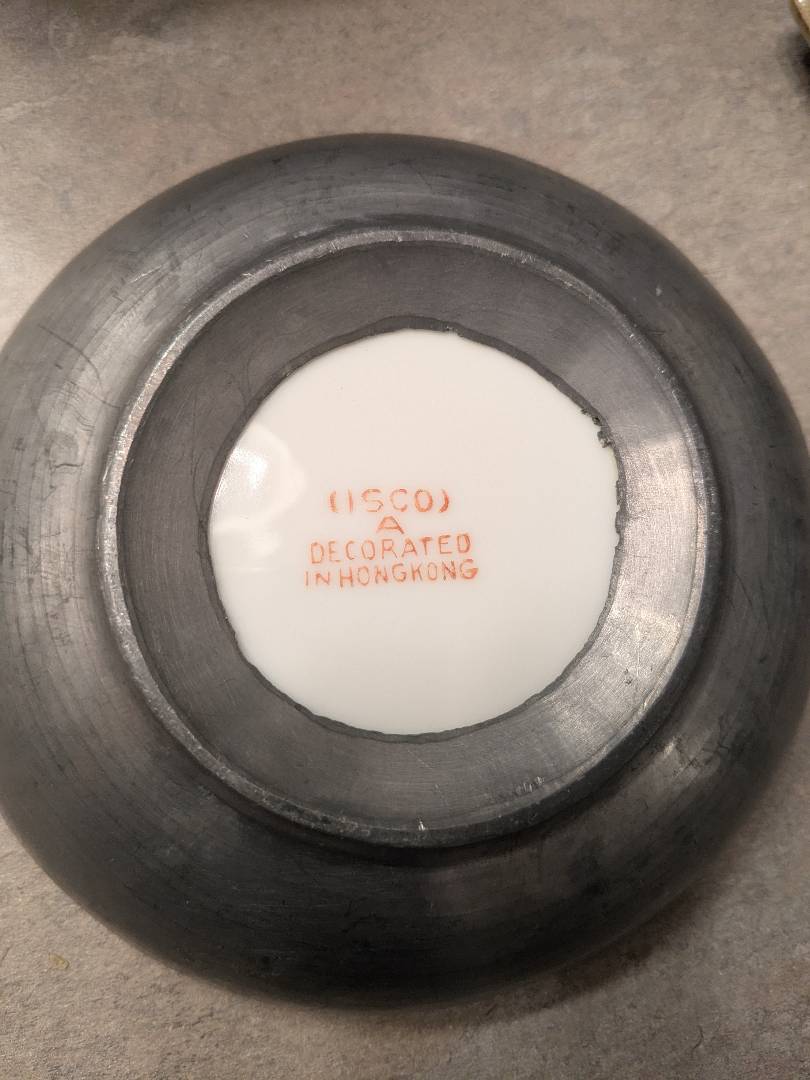 (ISCO)
A
DECORATED
IN HONGKONG